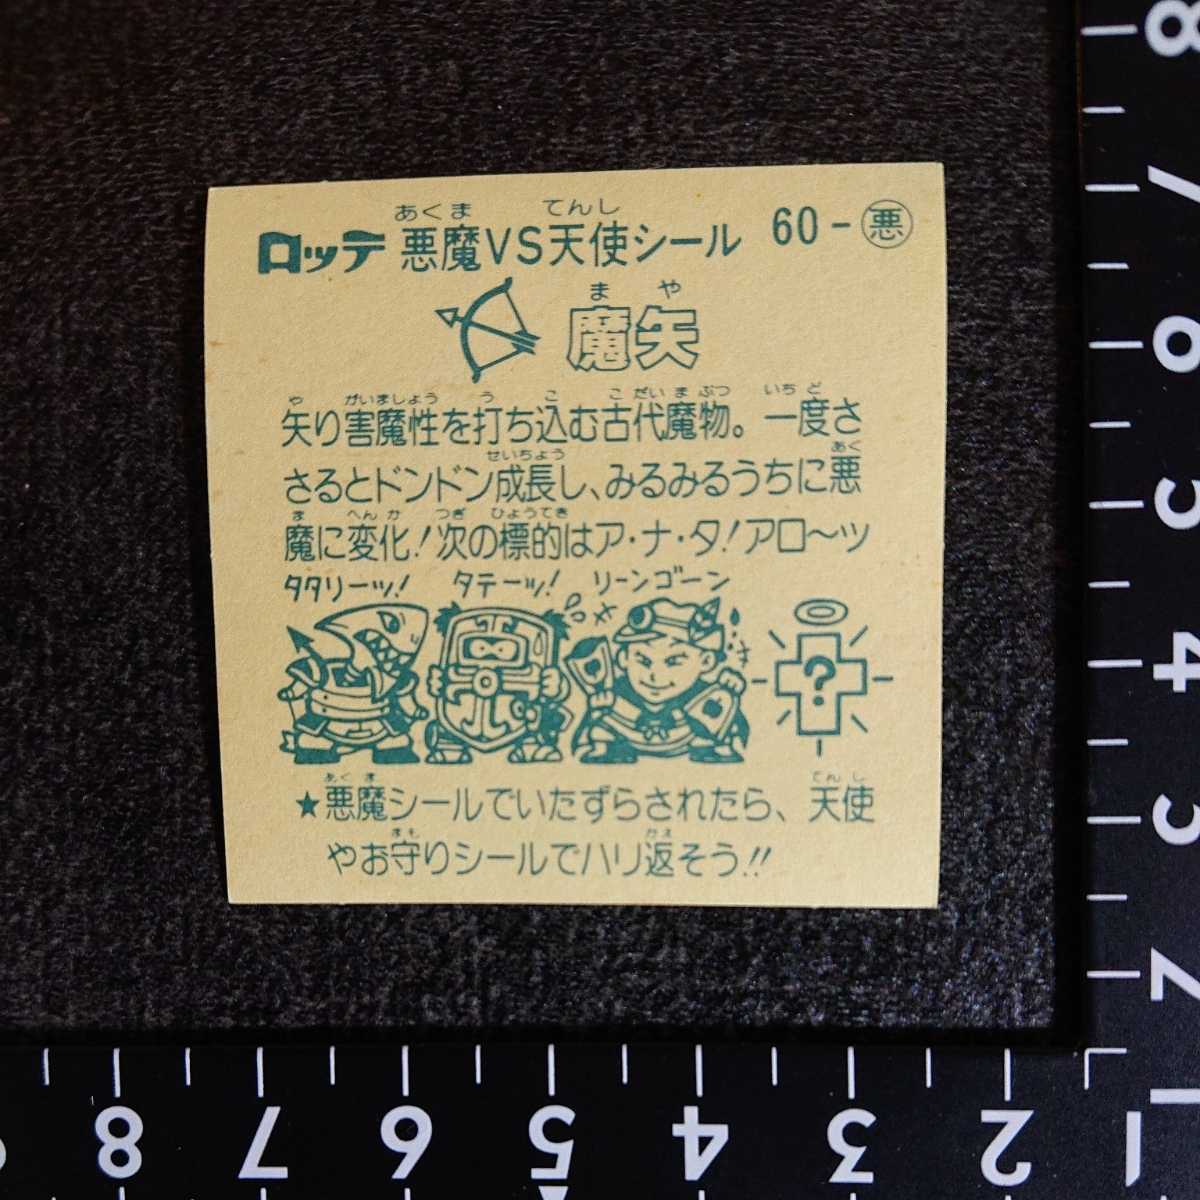 ロッテ 悪魔VS天使シール 60-悪
あくま てんし
魔矢
まや
矢り害魔性を打ち込む古代魔物。一度さ
や がいましょう う こ こだいまぶつ いちど
さるとドンドン成長し、みるみるうちに悪
せいちょう あく
魔に変化!次の標的はア・ナ・タ!アロ〜ッ
ま へんか つぎ ひょうてき
タタリーッ! タテーッ! リーンゴーン
?
★悪魔シールでいたずらされたら、天使
あくま てんし
やお守りシールでハリ返そう!!
まも かえ
8
7
6
5
4
3
2
1
8 7 6 5 4 3 2 1